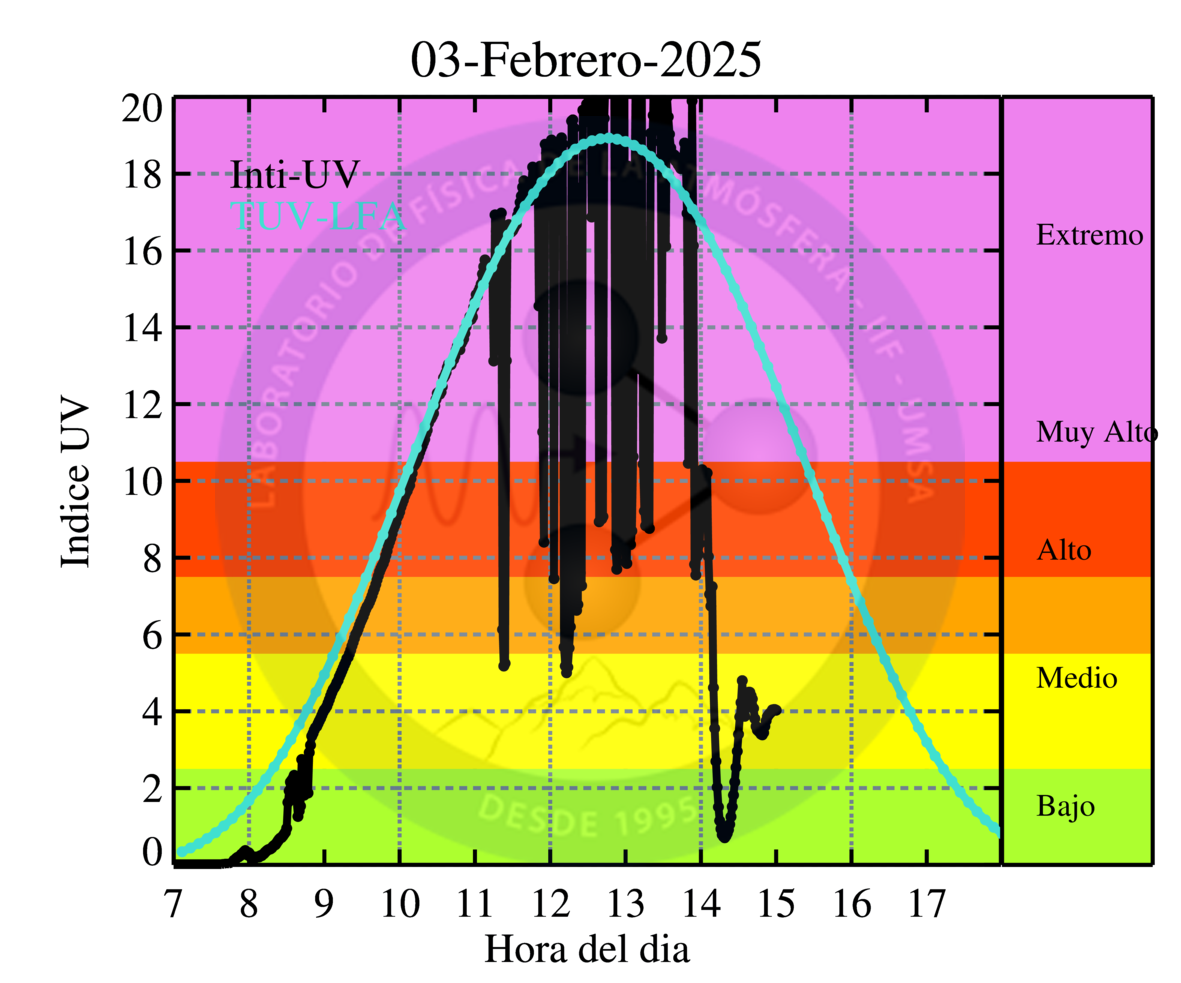 03-Febrero-2025
20
18
16
14
12
10
8
6
4
2
0
Indice UV
Inti-UV
TUV-LFA
LABORATORIO DE FÍSICA DE LA ATMÓSFERA - IIF - UMSA
DESDE 1995
Extremo
Muy Alto
Alto
Medio
Bajo
7 8 9 10 11 12 13 14 15 16 17
Hora del dia